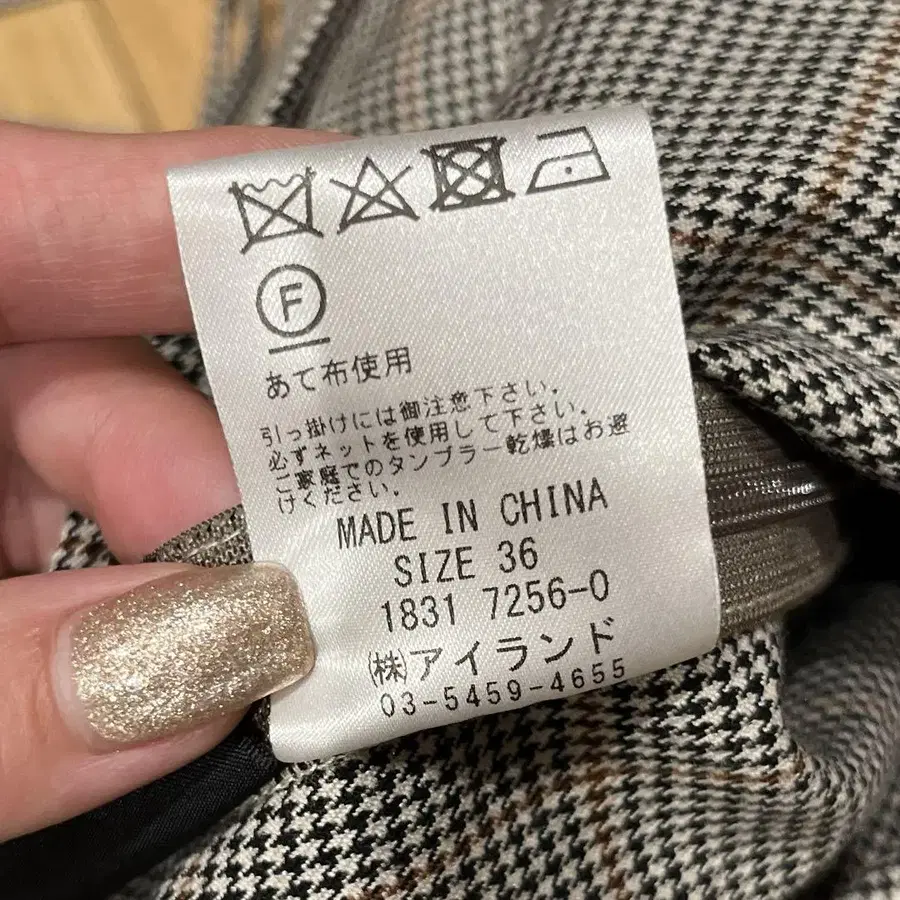 F
あて布使用
引っ掛けには御注意下さい。
必ずネットを使用して下さい。
ご家庭でのタンブラー乾燥はお避
けください。
MADE IN CHINA
SIZE 36
1831 7256-0
㈱アイランド
03-5459-4655